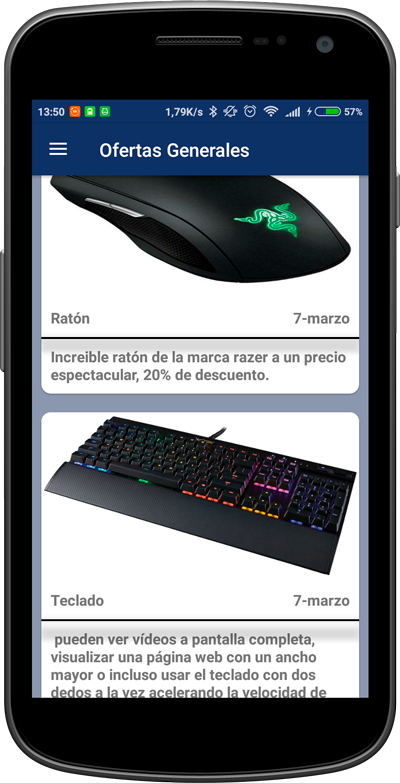 13:50 1,79K/s 57%
Ofertas Generales
Ratón 7-marzo
Increible ratón de la marca razer a un precio
espectacular, 20% de descuento.
Teclado 7-marzo
pueden ver vídeos a pantalla completa,
visualizar una página web con un ancho
mayor o incluso usar el teclado con dos
dedos a la vez acelerando la velocidad de